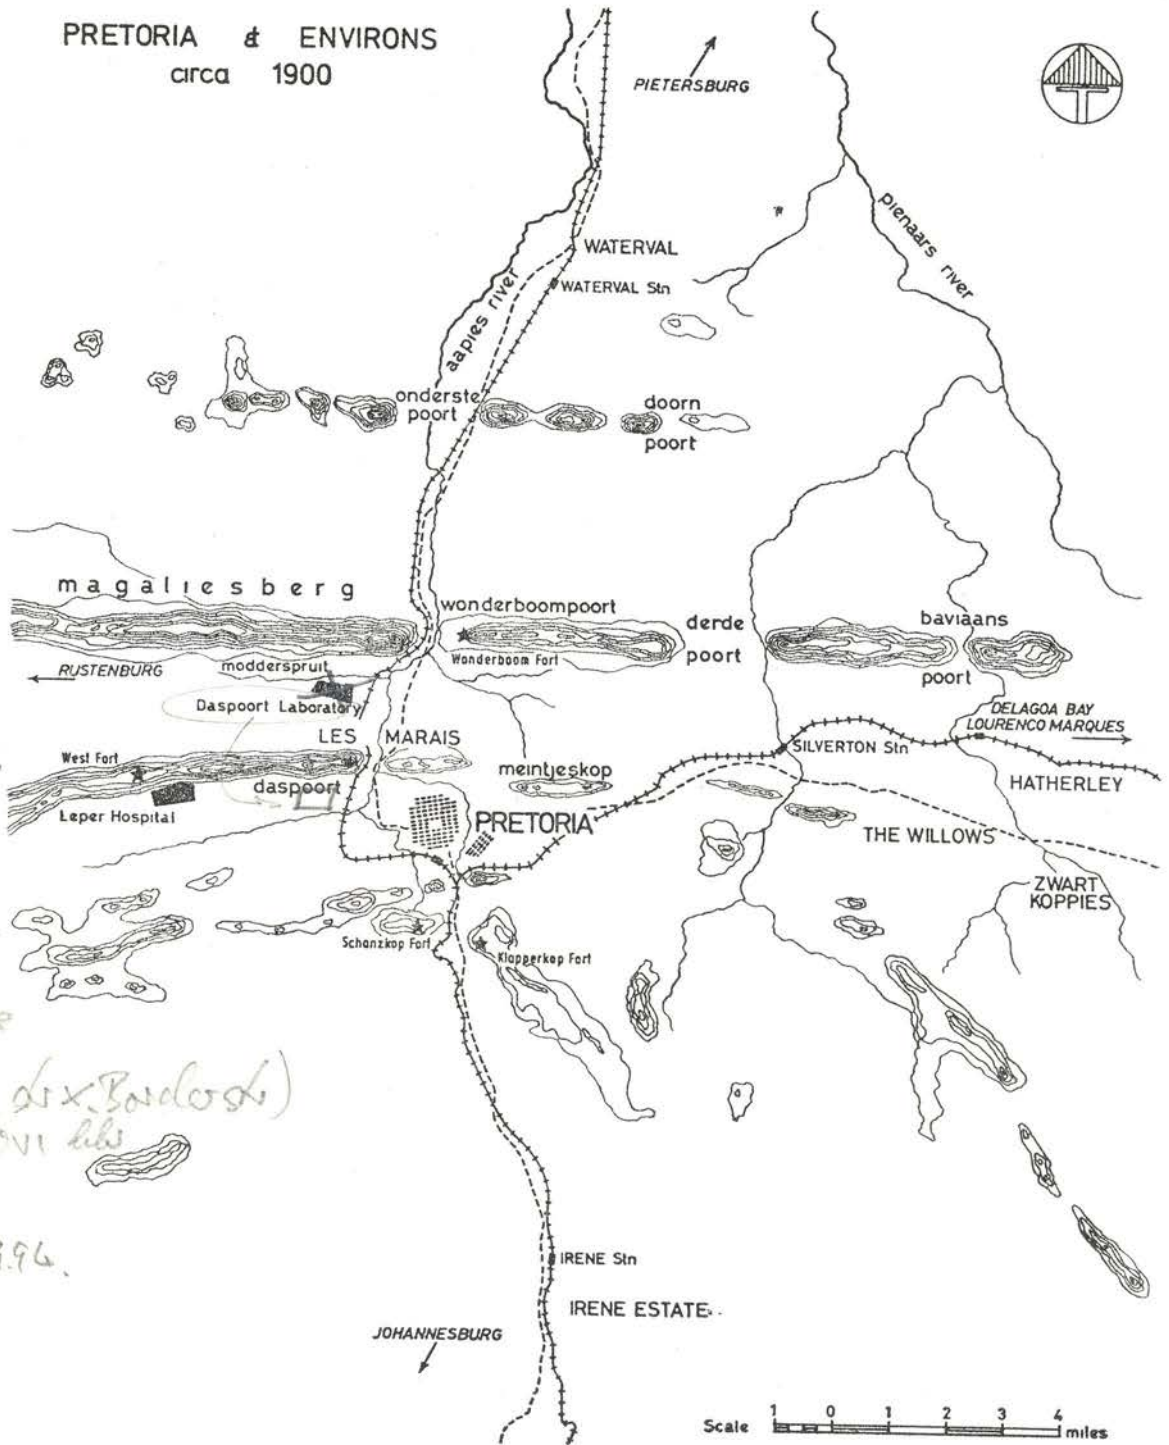 PRETORIA & ENVIRONS
circa 1900
PIETERSBURG
pienaars river
WATERVAL
WATERVAL Stn
aapies river
onderste
poort
doorn
poort
magaliesberg
wonderboompoort
derde
poort
baviaans
poort
Wonderboom Fort
RUSTENBURG
modderspruit
Daspoort Laboratory
DELAGOA BAY
LOURENCO MARQUES
LES MARAIS
SILVERTON Stn
West Fort
meintjeskop
HATHERLEY
daspoort
Leper Hospital
PRETORIA
THE WILLOWS
ZWART
KOPPIES
Schanzkop Fort
Klapperkop Fort
IRENE Stn
IRENE ESTATE
JOHANNESBURG
Scale 1 0 1 2 3 4 miles